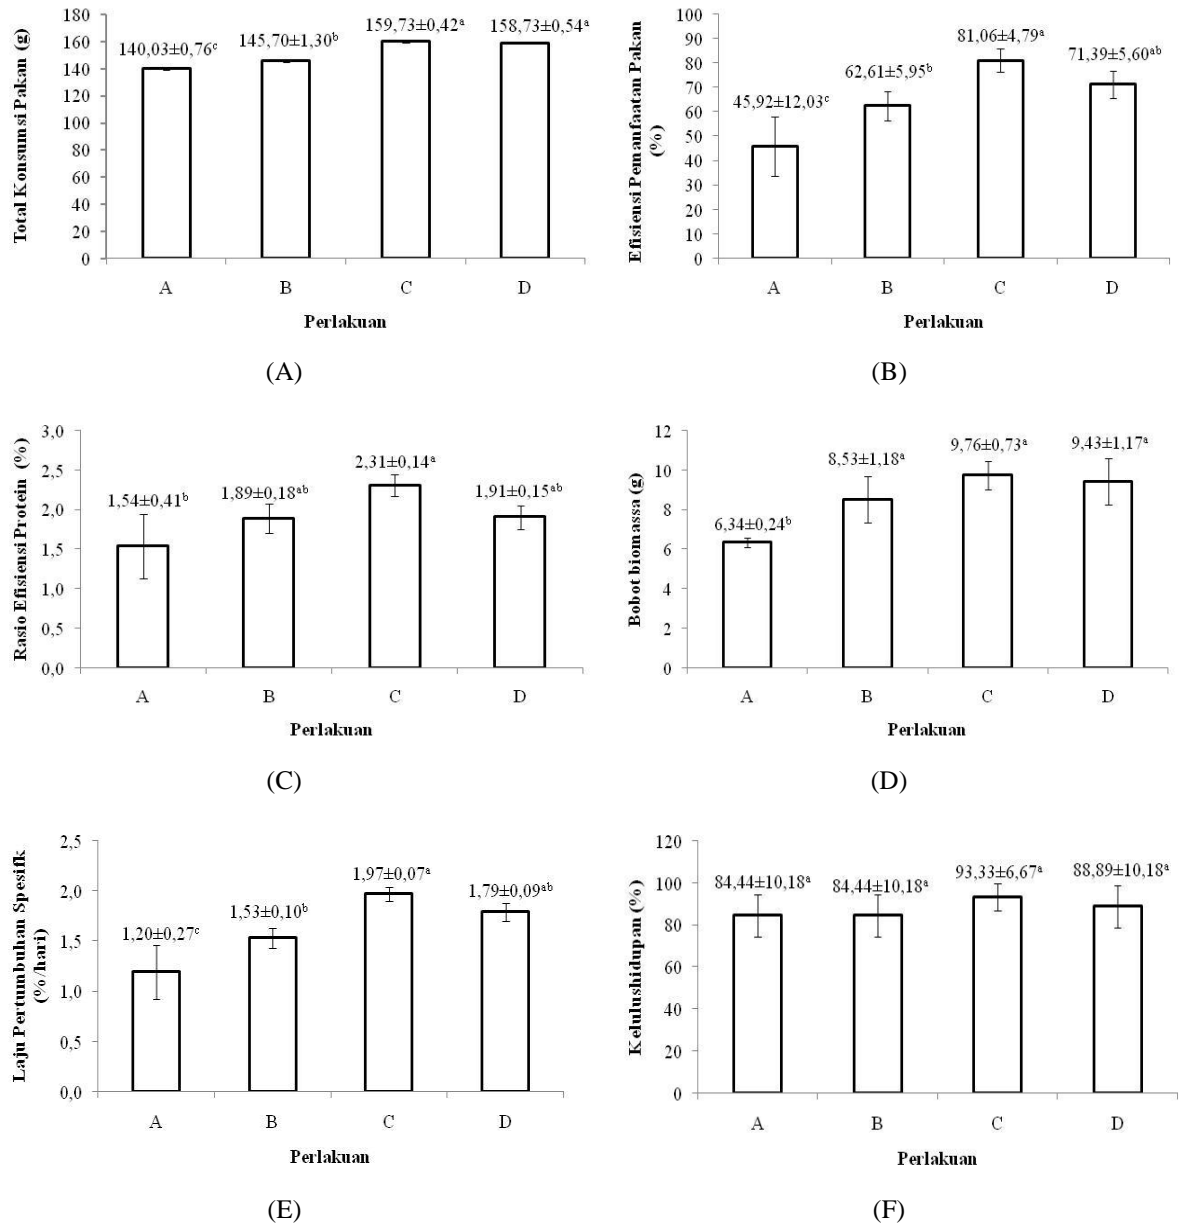 Total Konsumsi Pakan (g)
180
160
140
120
100
80
60
40
20
0
140,03±0,76ᶜ
145,70±1,30ᵇ
159,73±0,42ᵃ
158,73±0,54ᵃ
A B C D
Perlakuan
(A)
Efisiensi Pemanfaatan Pakan
(%)
100
90
80
70
60
50
40
30
20
10
0
45,92±12,03ᶜ
62,61±5,95ᵇ
81,06±4,79ᵃ
71,39±5,60ᵃᵇ
A B C D
Perlakuan
(B)
Rasio Efisiensi Protein (%)
3,0
2,5
2,0
1,5
1,0
0,5
0,0
1,54±0,41ᵇ
1,89±0,18ᵃᵇ
2,31±0,14ᵃ
1,91±0,15ᵃᵇ
A B C D
Perlakuan
(C)
Bobot biomassa (g)
12
10
8
6
4
2
0
6,34±0,24ᵇ
8,53±1,18ᵃ
9,76±0,73ᵃ
9,43±1,17ᵃ
A B C D
Perlakuan
(D)
Laju Pertumbuhan Spesifk
(%/hari)
2,5
2,0
1,5
1,0
0,5
0,0
1,20±0,27ᶜ
1,53±0,10ᵇ
1,97±0,07ᵃ
1,79±0,09ᵃᵇ
A B C D
Perlakuan
(E)
Kelulushidupan (%)
120
100
80
60
40
20
0
84,44±10,18ᵃ
84,44±10,18ᵃ
93,33±6,67ᵃ
88,89±10,18ᵃ
A B C D
Perlakuan
(F)